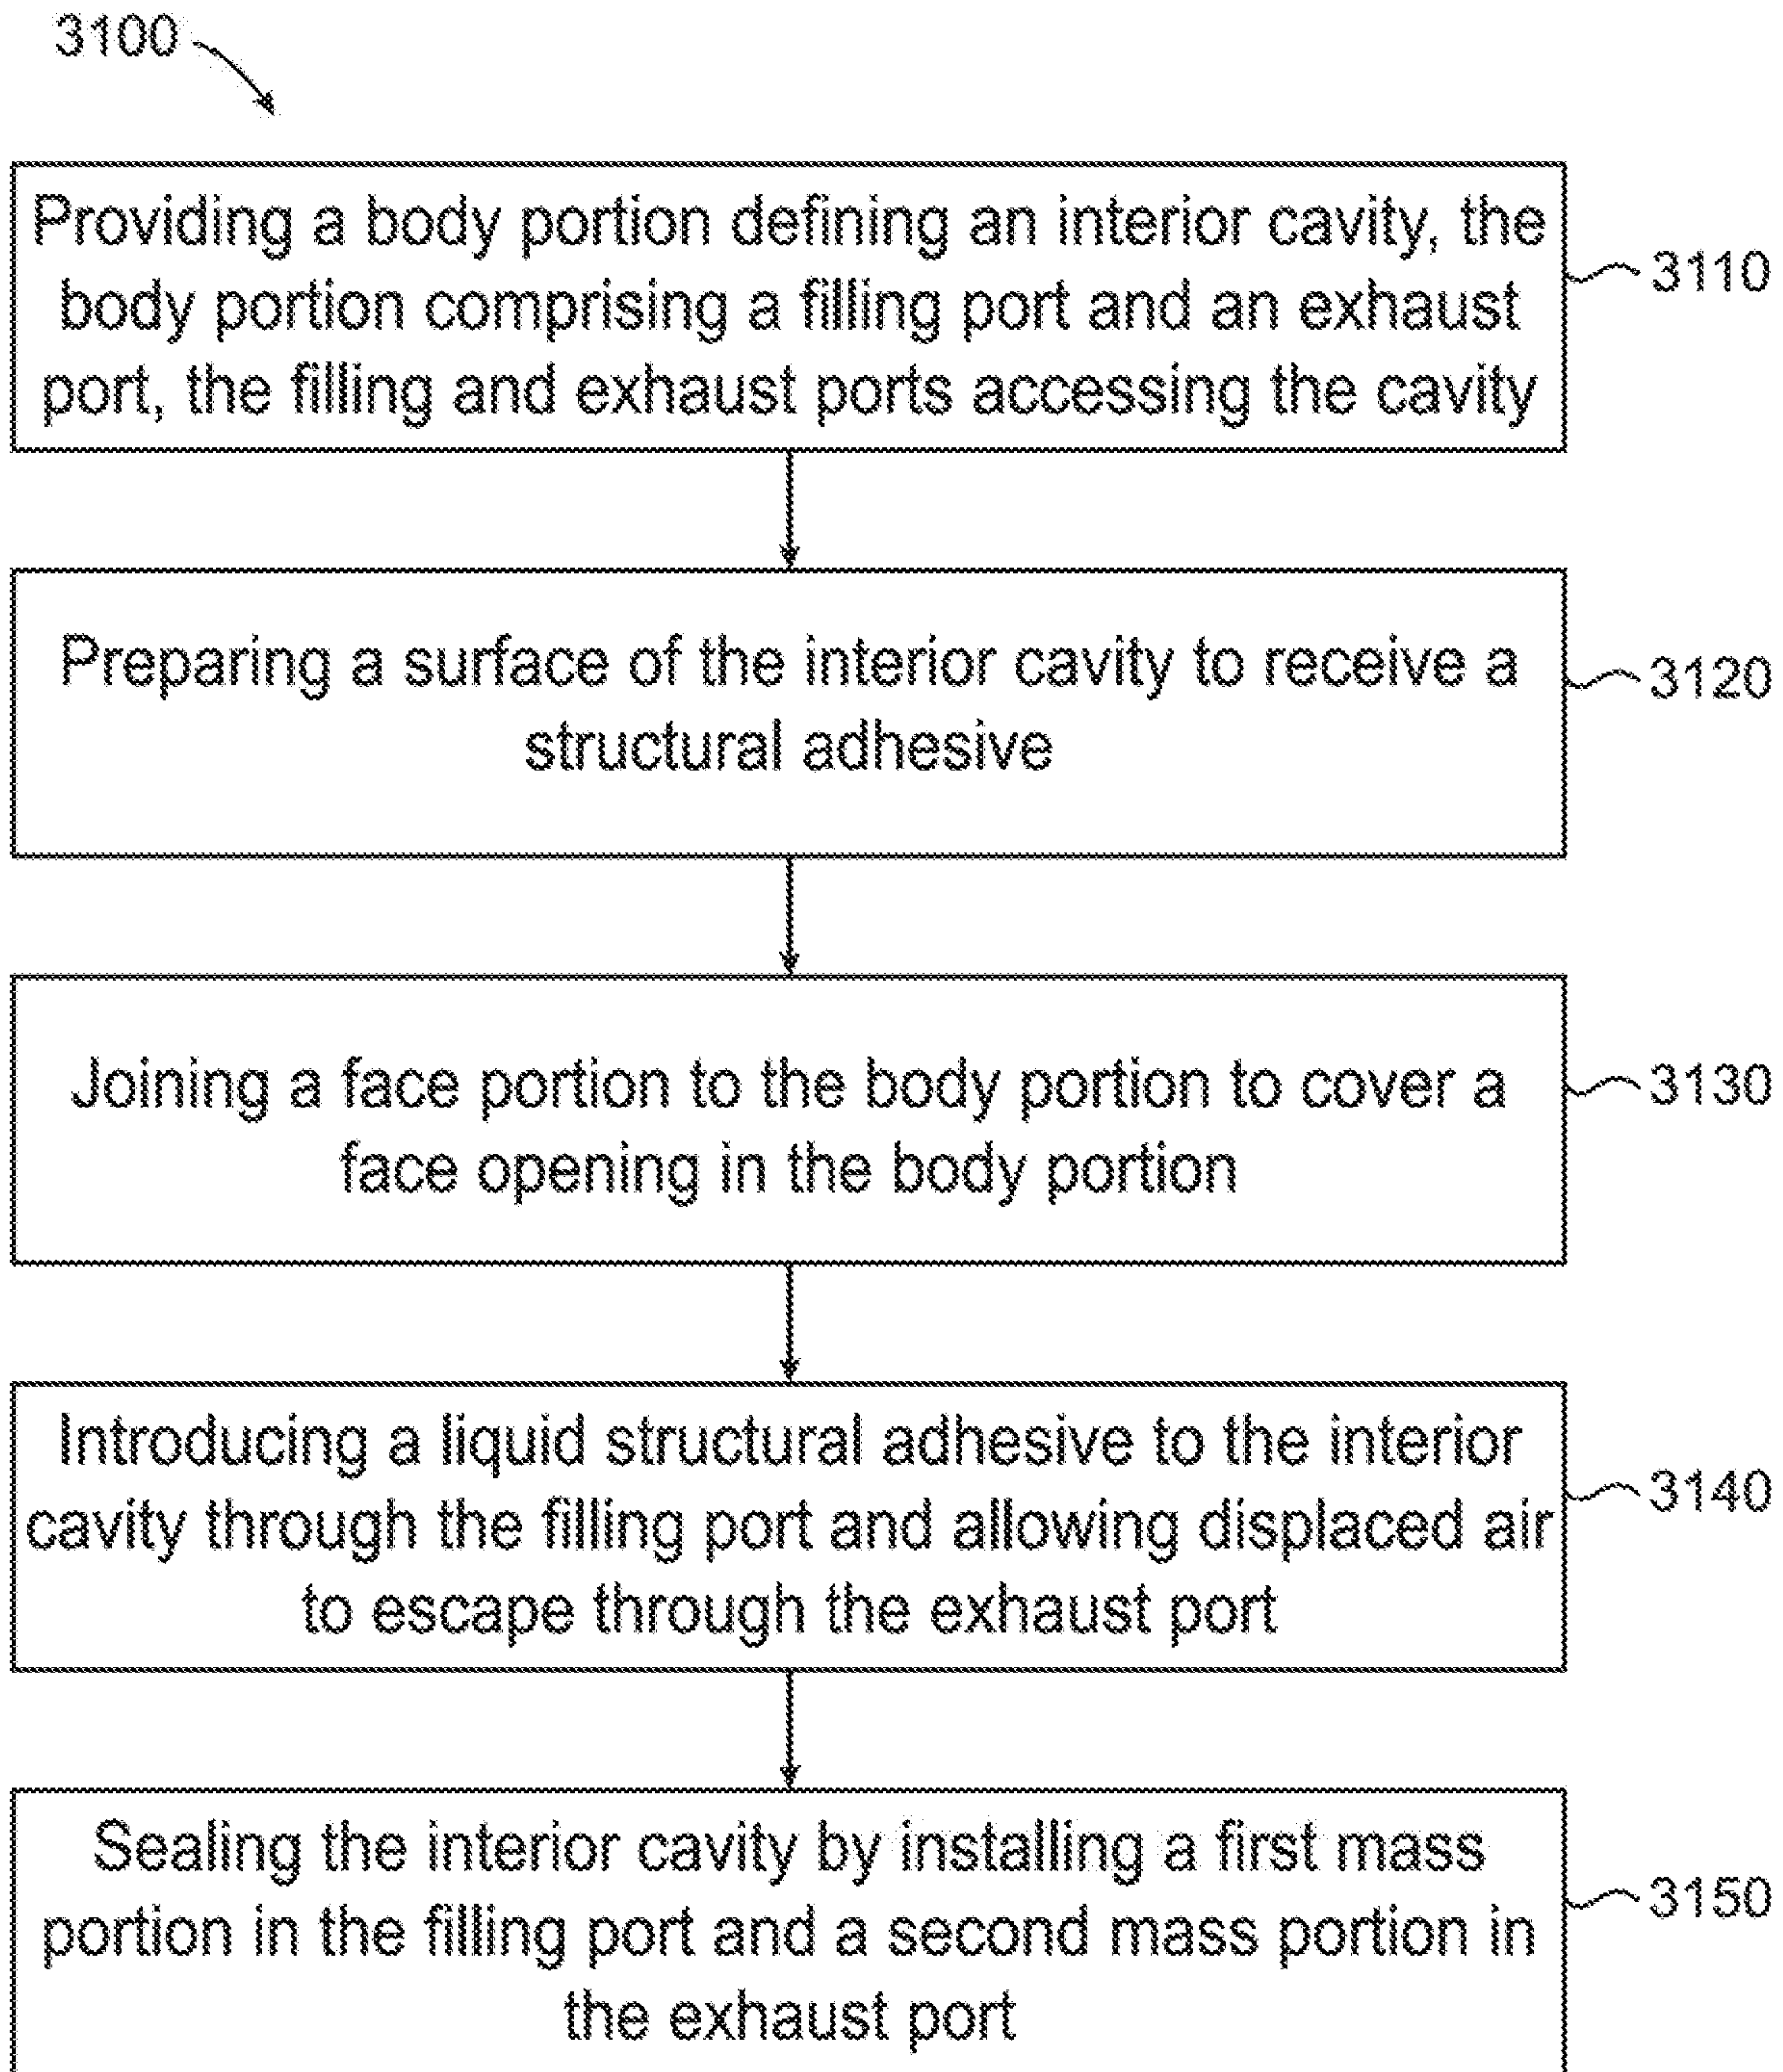 3100
Providing a body portion defining an interior cavity, the
body portion comprising a filling port and an exhaust
port, the filling and exhaust ports accessing the cavity
3110
Preparing a surface of the interior cavity to receive a
structural adhesive
3120
Joining a face portion to the body portion to cover a
face opening in the body portion
3130
Introducing a liquid structural adhesive to the interior
cavity through the filling port and allowing displaced air
to escape through the exhaust port
3140
Sealing the interior cavity by installing a first mass
portion in the filling port and a second mass portion in
the exhaust port
3150